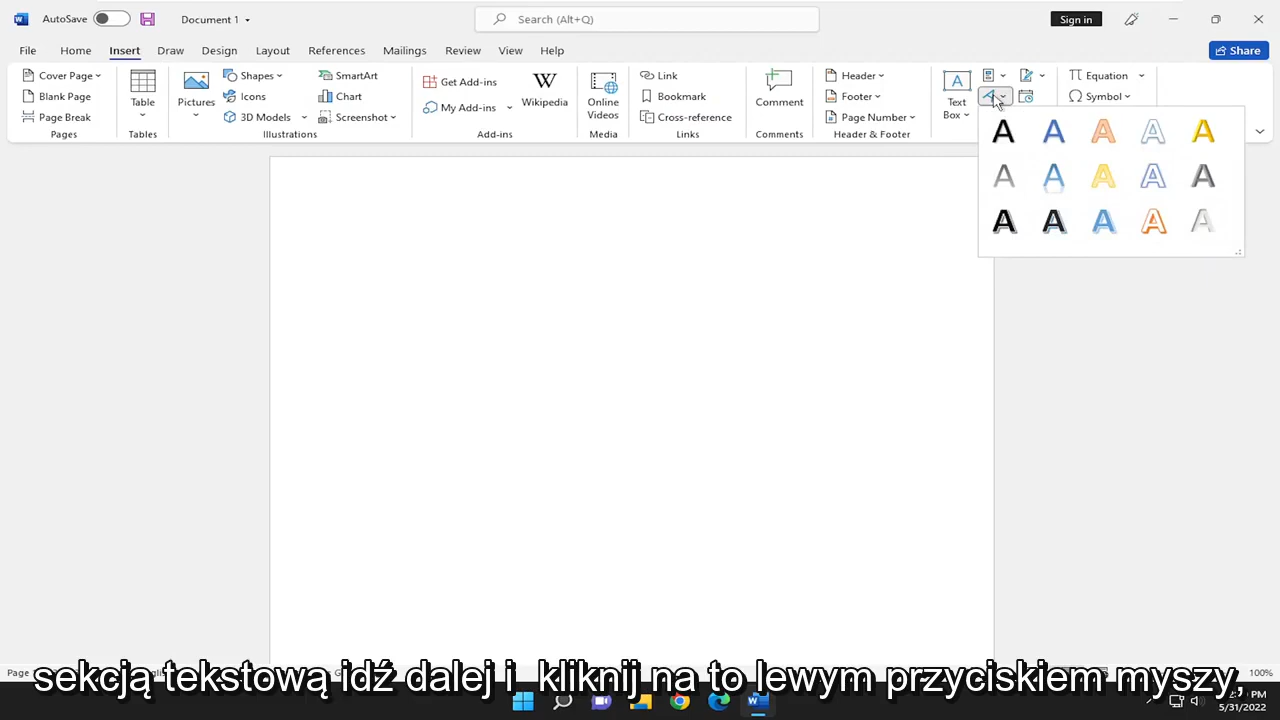 AutoSave Document 1 Search (Alt+Q) Sign in
File Home Insert Draw Design Layout References Mailings Review View Help Share
Cover Page
Blank Page
Page Break
Pages
Table
Tables
Pictures
Shapes
Icons
3D Models
SmartArt
Chart
Screenshot
Illustrations
Get Add-ins
My Add-ins
Wikipedia
Add-ins
Online
Videos
Media
Link
Bookmark
Cross-reference
Links
Comment
Comments
Header
Footer
Page Number
Header & Footer
Text
Box
Equation
Symbol
A A A A A
A A A A A
A A A A A
Page
100%
sekcją tekstową idź dalej i kliknij na to lewym przyciskiem myszy,
PM
5/31/2022